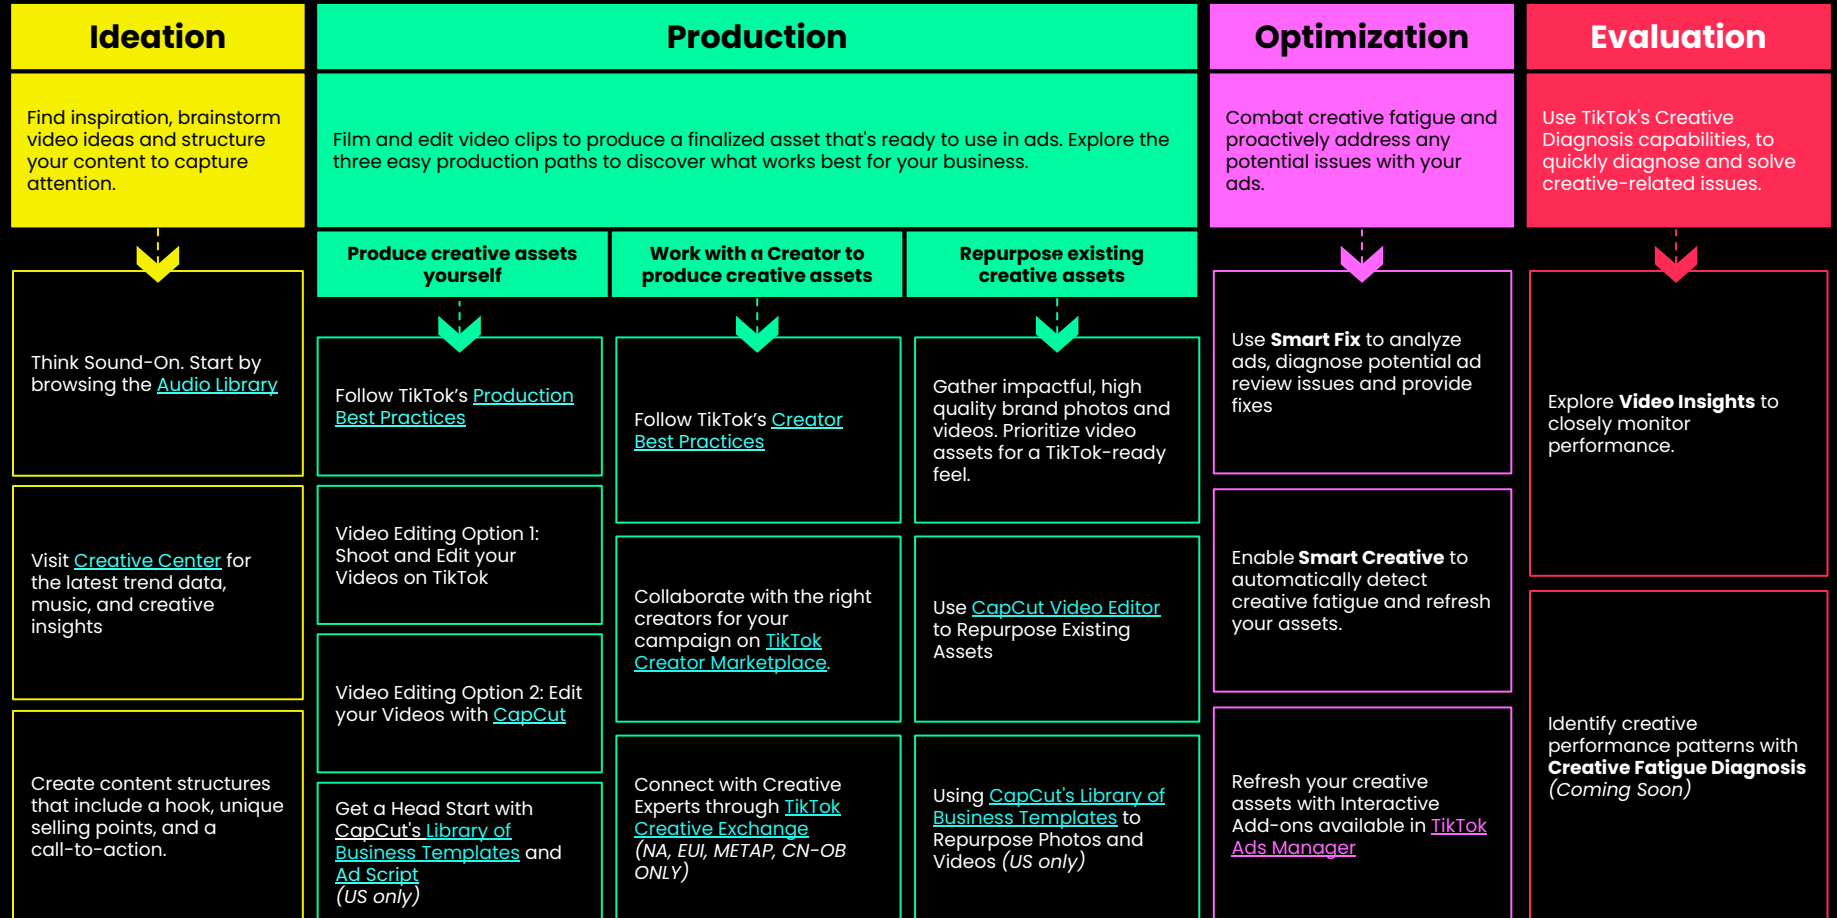 Ideation
Find inspiration, brainstorm
video ideas and structure
your content to capture
attention.
Think Sound-On. Start by
browsing the Audio Library
Visit Creative Center for
the latest trend data,
music, and creative
insights
Create content structures
that include a hook, unique
selling points, and a
call-to-action.
Production
Film and edit video clips to produce a finalized asset that's ready to use in ads. Explore the
three easy production paths to discover what works best for your business.
Produce creative assets
yourself
Follow TikTok’s Production
Best Practices
Video Editing Option 1:
Shoot and Edit your
Videos on TikTok
Video Editing Option 2: Edit
your Videos with CapCut
Get a Head Start with
CapCut's Library of
Business Templates and
Ad Script
(US only)
Work with a Creator to
produce creative assets
Follow TikTok’s Creator
Best Practices
Collaborate with the right
creators for your
campaign on TikTok
Creator Marketplace.
Connect with Creative
Experts through TikTok
Creative Exchange
(NA, EUI, METAP, CN-OB
ONLY)
Repurpose existing
creative assets
Gather impactful, high
quality brand photos and
videos. Prioritize video
assets for a TikTok-ready
feel.
Use CapCut Video Editor
to Repurpose Existing
Assets
Using CapCut's Library of
Business Templates to
Repurpose Photos and
Videos (US only)
Optimization
Combat creative fatigue and
proactively address any
potential issues with your
ads.
Use Smart Fix to analyze
ads, diagnose potential ad
review issues and provide
fixes
Enable Smart Creative to
automatically detect
creative fatigue and refresh
your assets.
Refresh your creative
assets with Interactive
Add-ons available in TikTok
Ads Manager
Evaluation
Use TikTok's Creative
Diagnosis capabilities, to
quickly diagnose and solve
creative-related issues.
Explore Video Insights to
closely monitor
performance.
Identify creative
performance patterns with
Creative Fatigue Diagnosis
(Coming Soon)